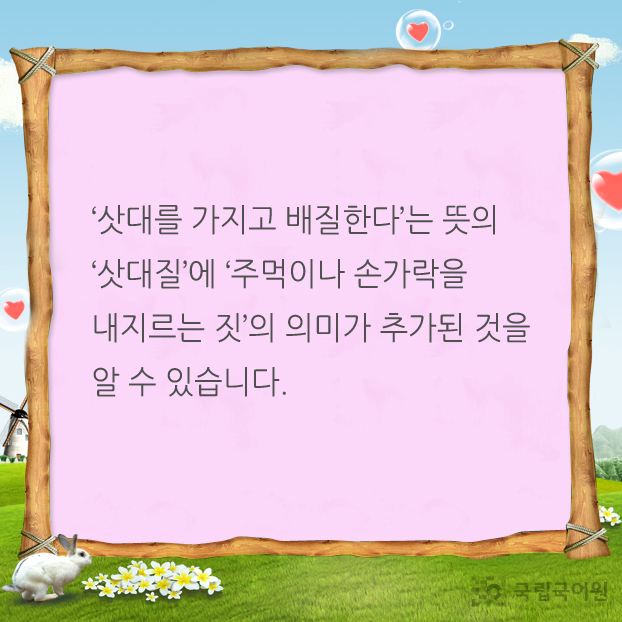 ‘삿대를 가지고 배질한다’는 뜻의
‘삿대질’에 ‘주먹이나 손가락을
내지르는 짓’의 의미가 추가된 것을
알 수 있습니다.
국립국어원